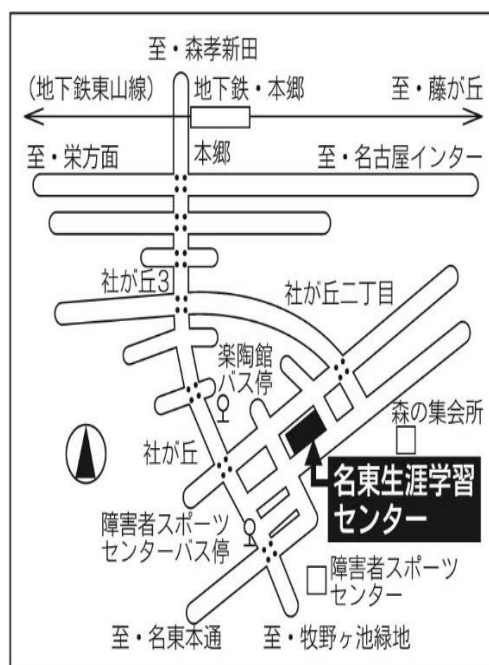 至・森孝新田
(地下鉄東山線)
地下鉄・本郷
至・藤が丘
至・栄方面
本郷
至・名古屋インター
社が丘3
社が丘二丁目
楽陶館
バス停
森の集会所
社が丘
名東生涯学習
センター
障害者スポーツ
センターバス停
障害者スポーツ
センター
至・名東本通
至・牧野ヶ池緑地